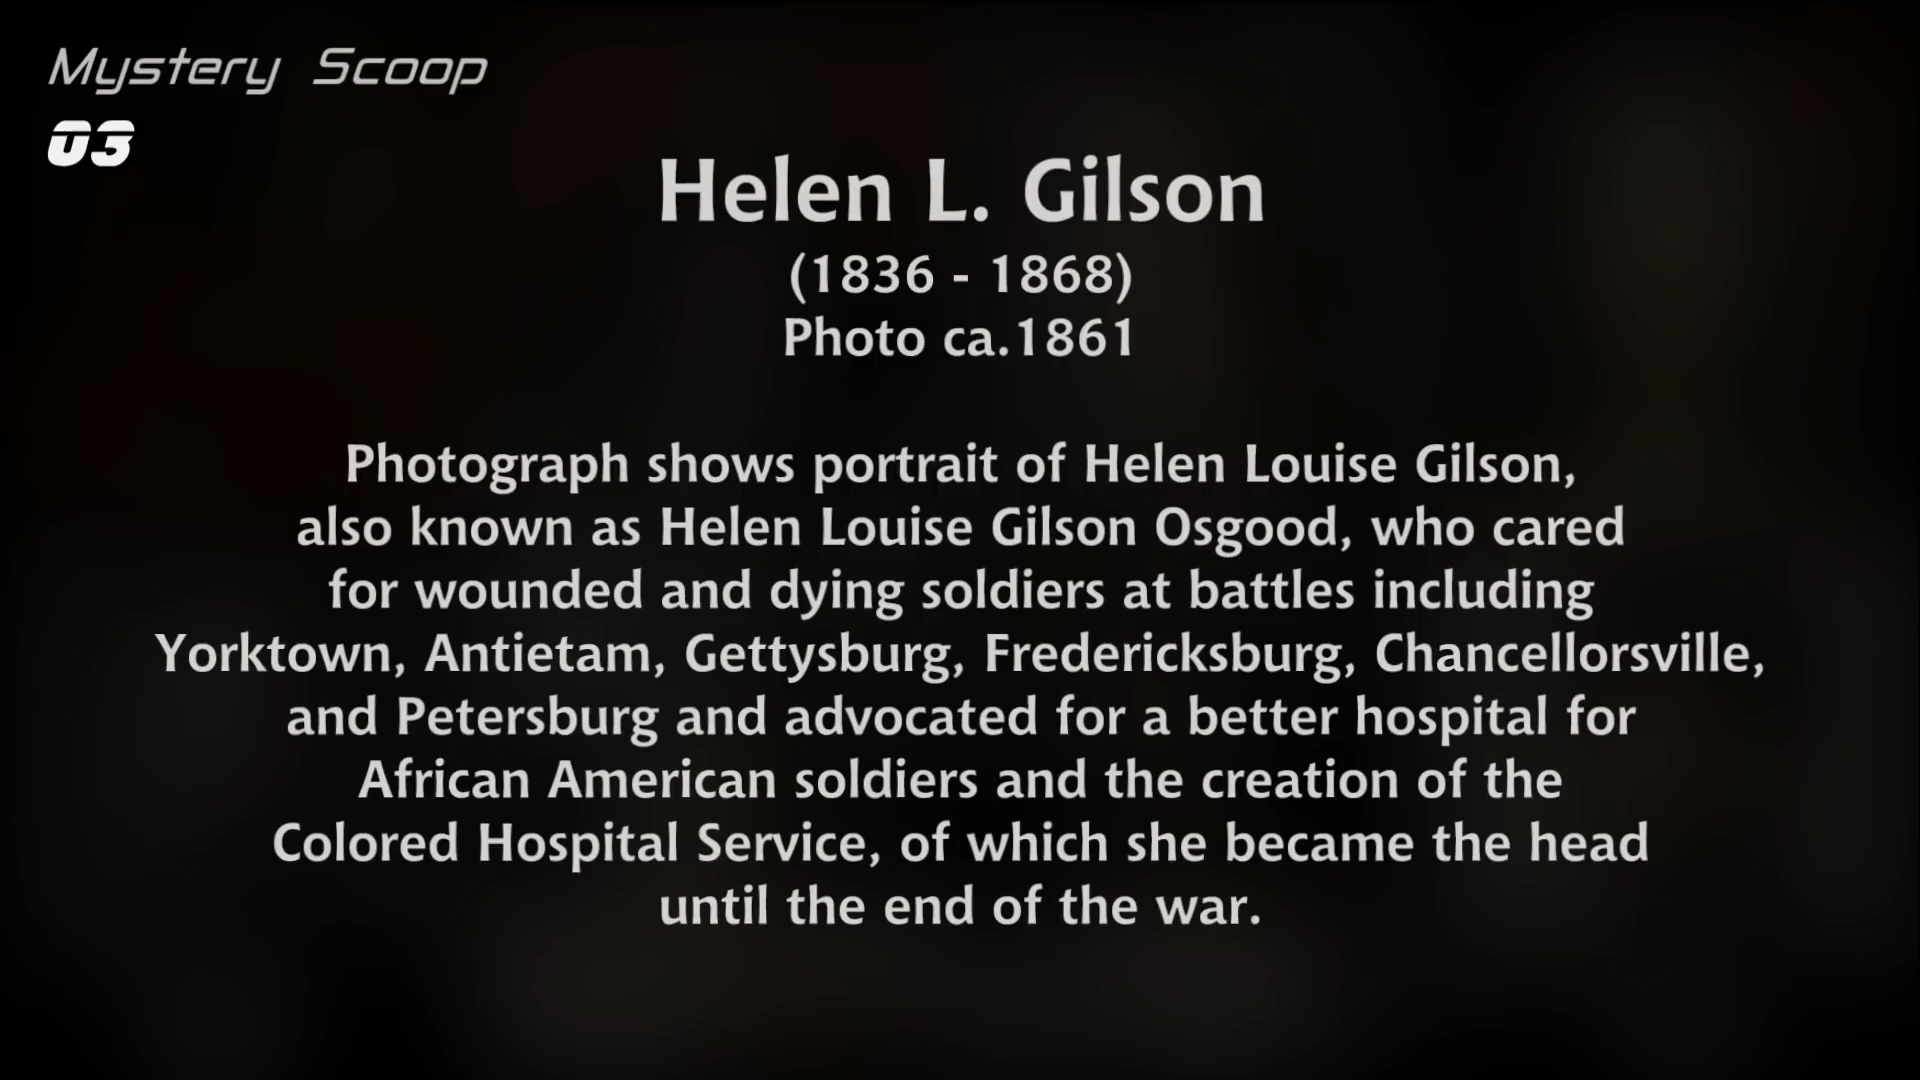 Mystery Scoop
03
Helen L. Gilson
(1836 - 1868)
Photo ca.1861
Photograph shows portrait of Helen Louise Gilson,
also known as Helen Louise Gilson Osgood, who cared
for wounded and dying soldiers at battles including
Yorktown, Antietam, Gettysburg, Fredericksburg, Chancellorsville,
and Petersburg and advocated for a better hospital for
African American soldiers and the creation of the
Colored Hospital Service, of which she became the head
until the end of the war.